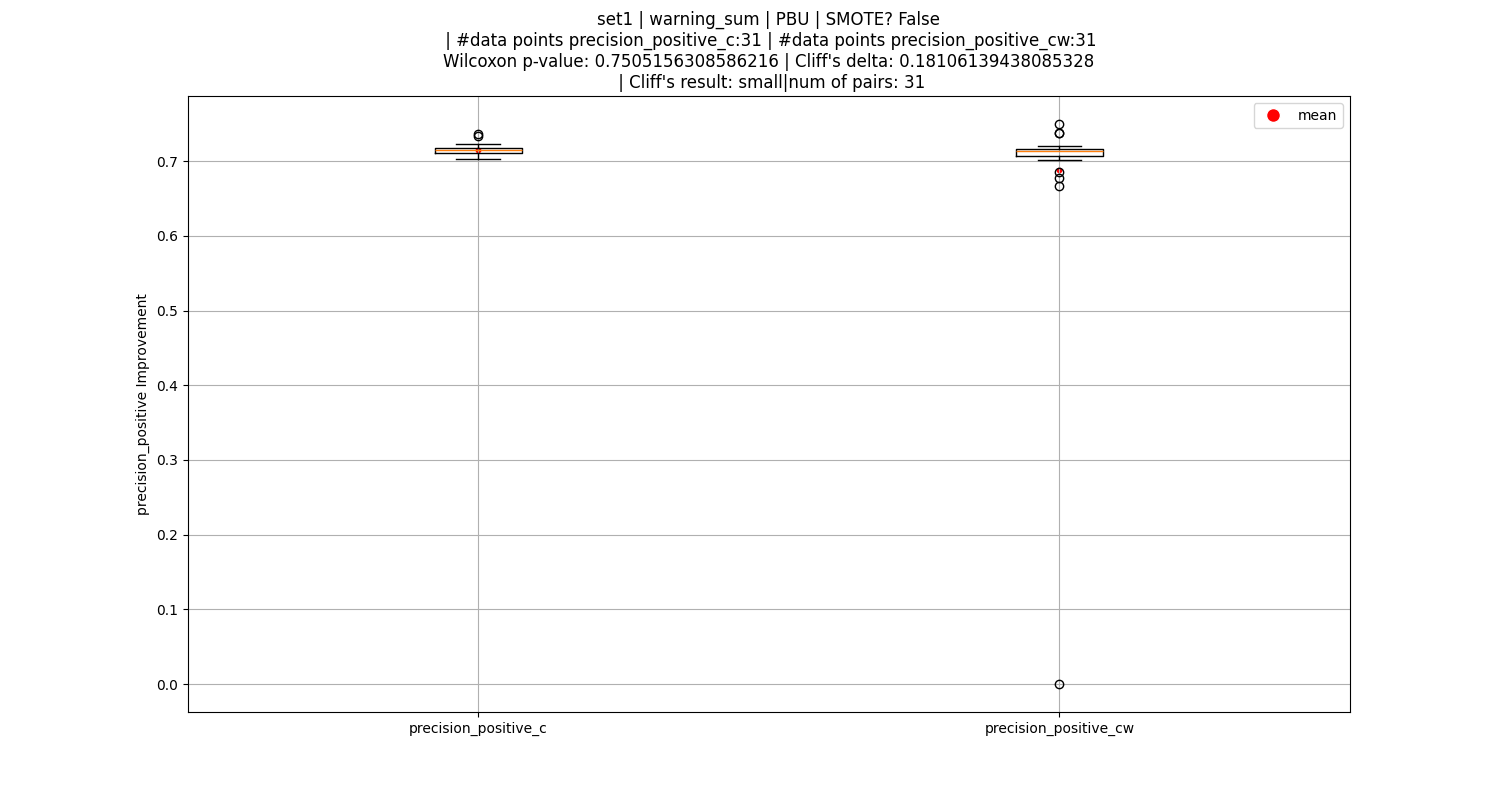 set1 | warning_sum | PBU | SMOTE? False
| #data points precision_positive_c:31 | #data points precision_positive_cw:31
Wilcoxon p-value: 0.7505156308586216 | Cliff's delta: 0.18106139438085328
| Cliff's result: small|num of pairs: 31
mean
0.7
0.6
0.5
0.4
0.3
0.2
0.1
0.0
precision_positive Improvement
precision_positive_c
precision_positive_cw